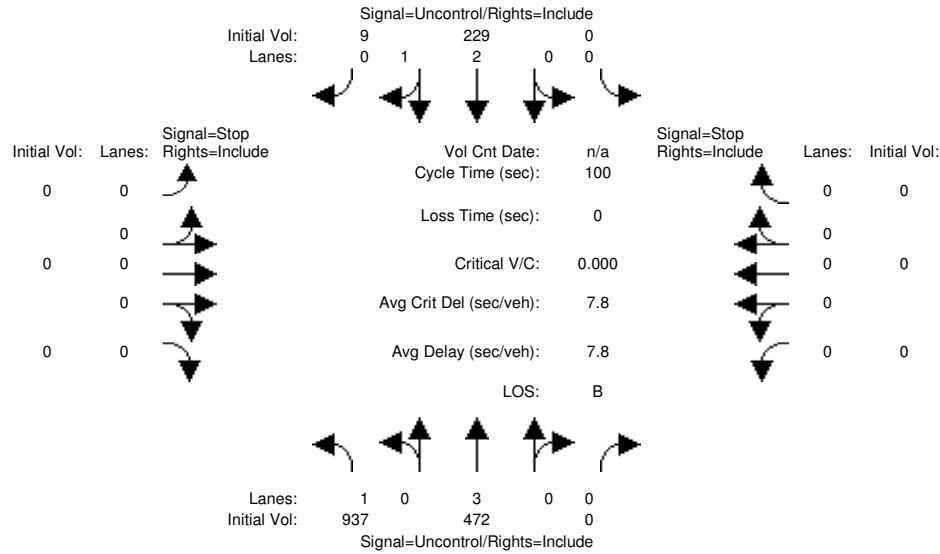 Signal=Uncontrol/Rights=Include
Initial Vol: 9 229 0
Lanes: 0 1 2 0 0
Signal=Stop Signal=Stop
Initial Vol: Lanes: Rights=Include Vol Cnt Date: n/a Rights=Include Lanes: Initial Vol:
Cycle Time (sec): 100
0 0 0 0
Loss Time (sec): 0
0 0
0 0 Critical V/C: 0.000 0 0
0 Avg Crit Del (sec/veh): 7.8 0
0 0 Avg Delay (sec/veh): 7.8 0 0
LOS: B
Lanes: 1 0 3 0 0
Initial Vol: 937 472 0
Signal=Uncontrol/Rights=Include